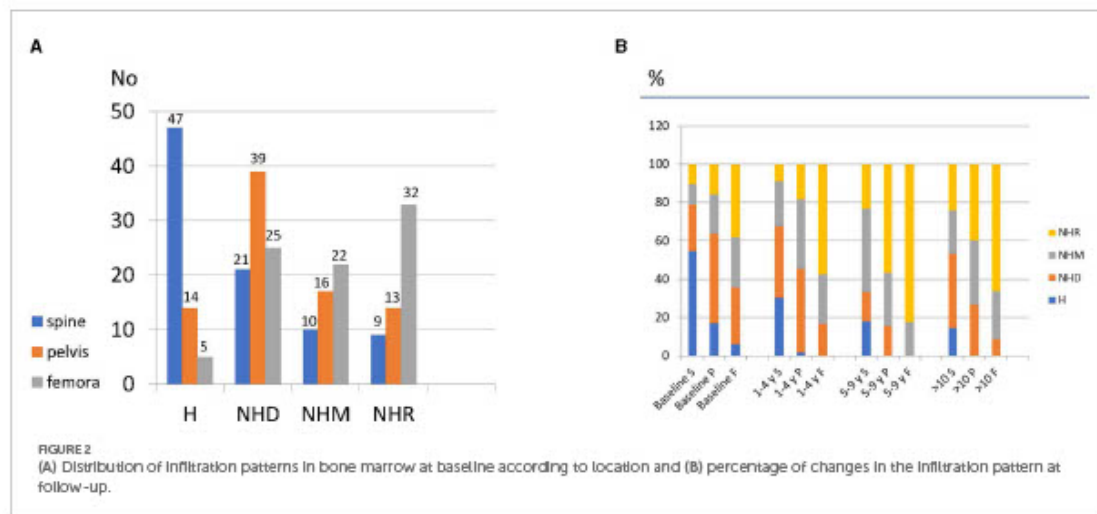 A
No
50
40
30
20
10
0
47
14
5
21
39
25
10
16
22
9
13
32
H NHD NHM NHR
spine
pelvis
femora
B
%
120
100
80
60
40
20
0
Baseline S
Baseline P
Baseline F
1-4 y S
1-4 y P
1-4 y F
5-9 y S
5-9 y P
5-9 y F
>10 S
>10 P
>10 F
NHR
NHM
NHD
H
FIGURE 2
(A) Distribution of infiltration patterns in bone marrow at baseline according to location and (B) percentage of changes in the infiltration pattern at
follow-up.